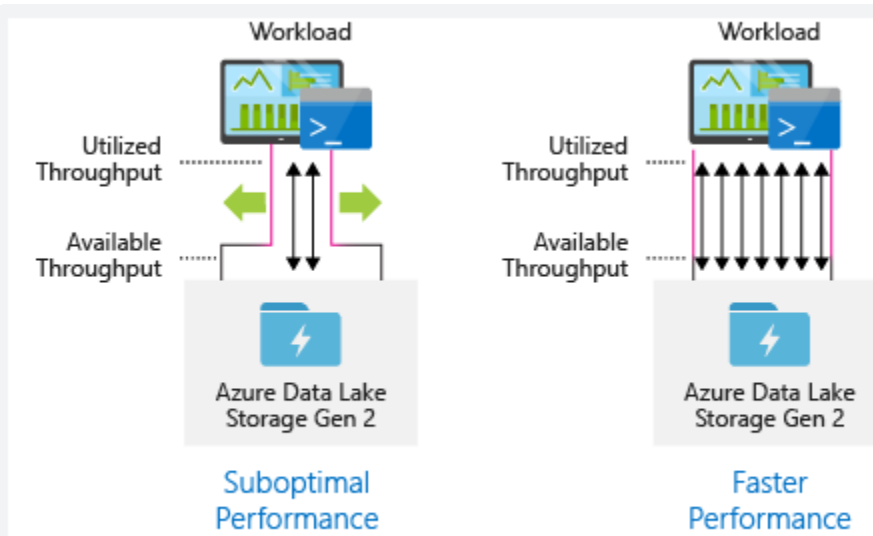 Workload
Utilized
Throughput
Available
Throughput
>_
Azure Data Lake
Storage Gen 2
Suboptimal
Performance
Workload
Utilized
Throughput
Available
Throughput
>_
Azure Data Lake
Storage Gen 2
Faster
Performance